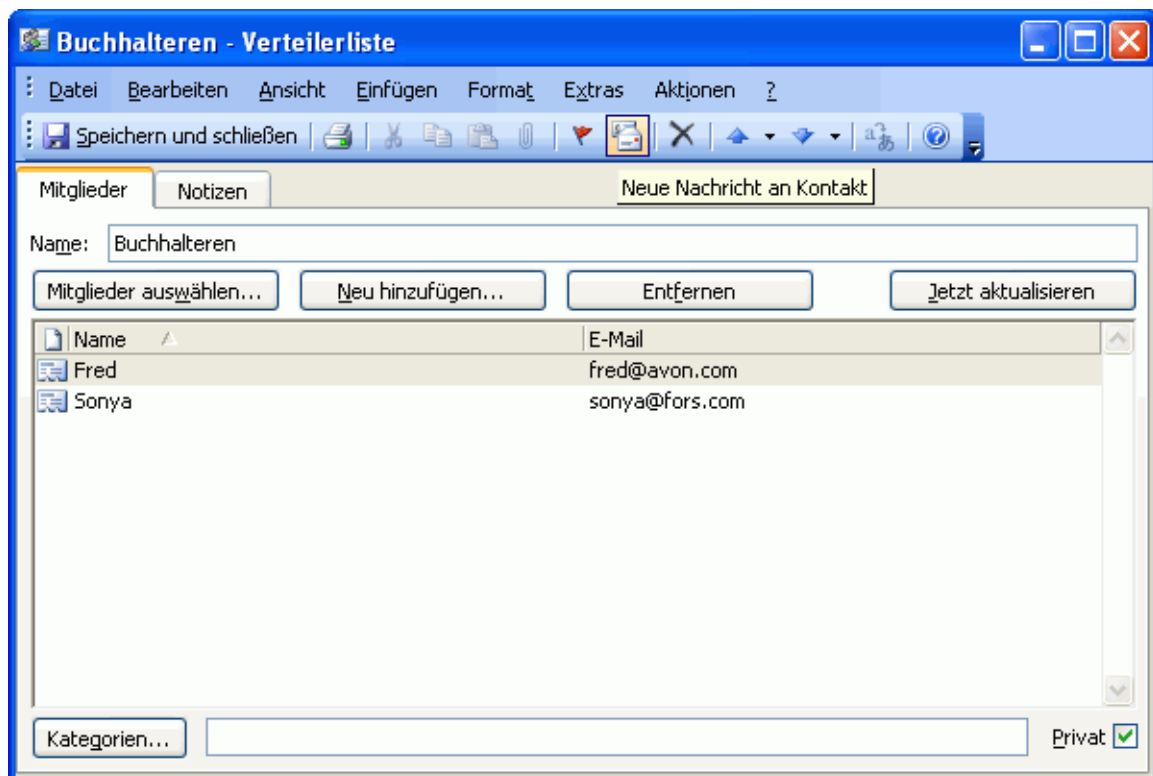 Buchhalteren - Verteilerliste
Datei Bearbeiten Ansicht Einfügen Format Extras Aktionen ?
Speichern und schließen
Mitglieder Notizen Neue Nachricht an Kontakt
Name: Buchhalteren
Mitglieder auswählen... Neu hinzufügen... Entfernen Jetzt aktualisieren
Name E-Mail
Fred fred@avon.com
Sonya sonya@fors.com
Kategorien... Privat